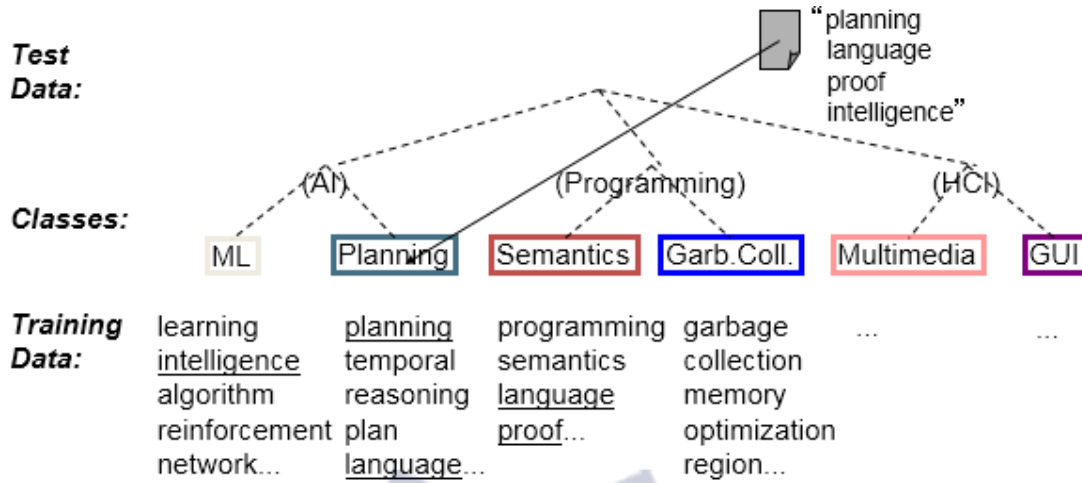 Test
Data:
“planning
language
proof
intelligence”
(AI)
(Programming)
(HCI)
Classes:
ML
Planning
Semantics
Garb.Coll.
Multimedia
GUI
Training
Data:
learning
intelligence
algorithm
reinforcement
network...
planning
temporal
reasoning
plan
language...
programming
semantics
language
proof...
garbage
collection
memory
optimization
region...
...
...